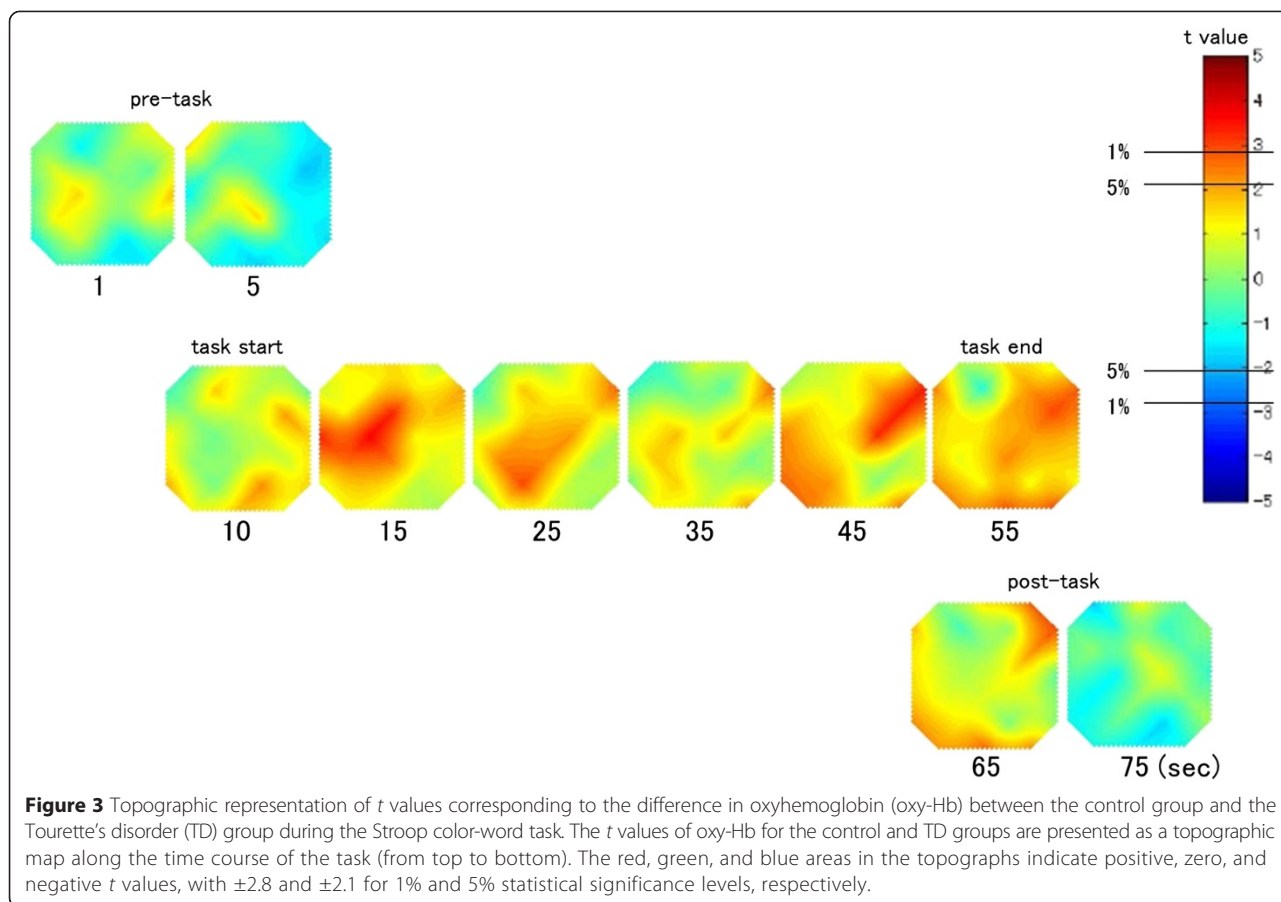 t value
5
4
3
2
1
0
-1
-2
-3
-4
-5
1%
5%
5%
1%
pre-task
1 5
task start task end
10 15 25 35 45 55
post-task
65 75 (sec)
Figure 3 Topographic representation of t values corresponding to the difference in oxyhemoglobin (oxy-Hb) between the control group and the
Tourette's disorder (TD) group during the Stroop color-word task. The t values of oxy-Hb for the control and TD groups are presented as a topographic
map along the time course of the task (from top to bottom). The red, green, and blue areas in the topographs indicate positive, zero, and
negative t values, with ±2.8 and ±2.1 for 1% and 5% statistical significance levels, respectively.